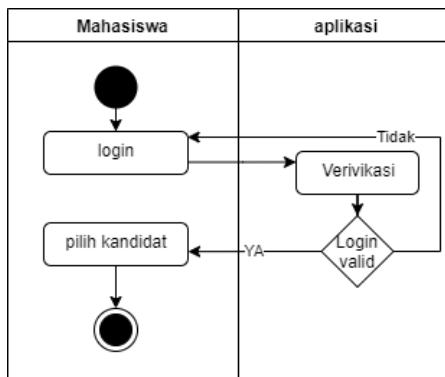 Mahasiswa
aplikasi
Tidak
login
Verivikasi
pilih kandidat
YA
Login
valid